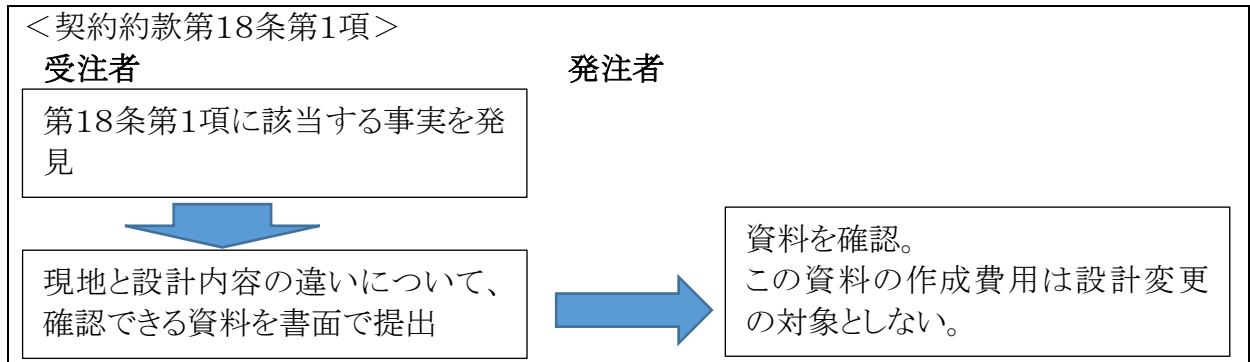 ＜契約約款第１８条第１項＞
受注者
発注者
第１８条第１項に該当する事実を発
見
現地と設計内容の違いについて、
確認できる資料を書面で提出
資料を確認。
この資料の作成費用は設計変更
の対象としない。